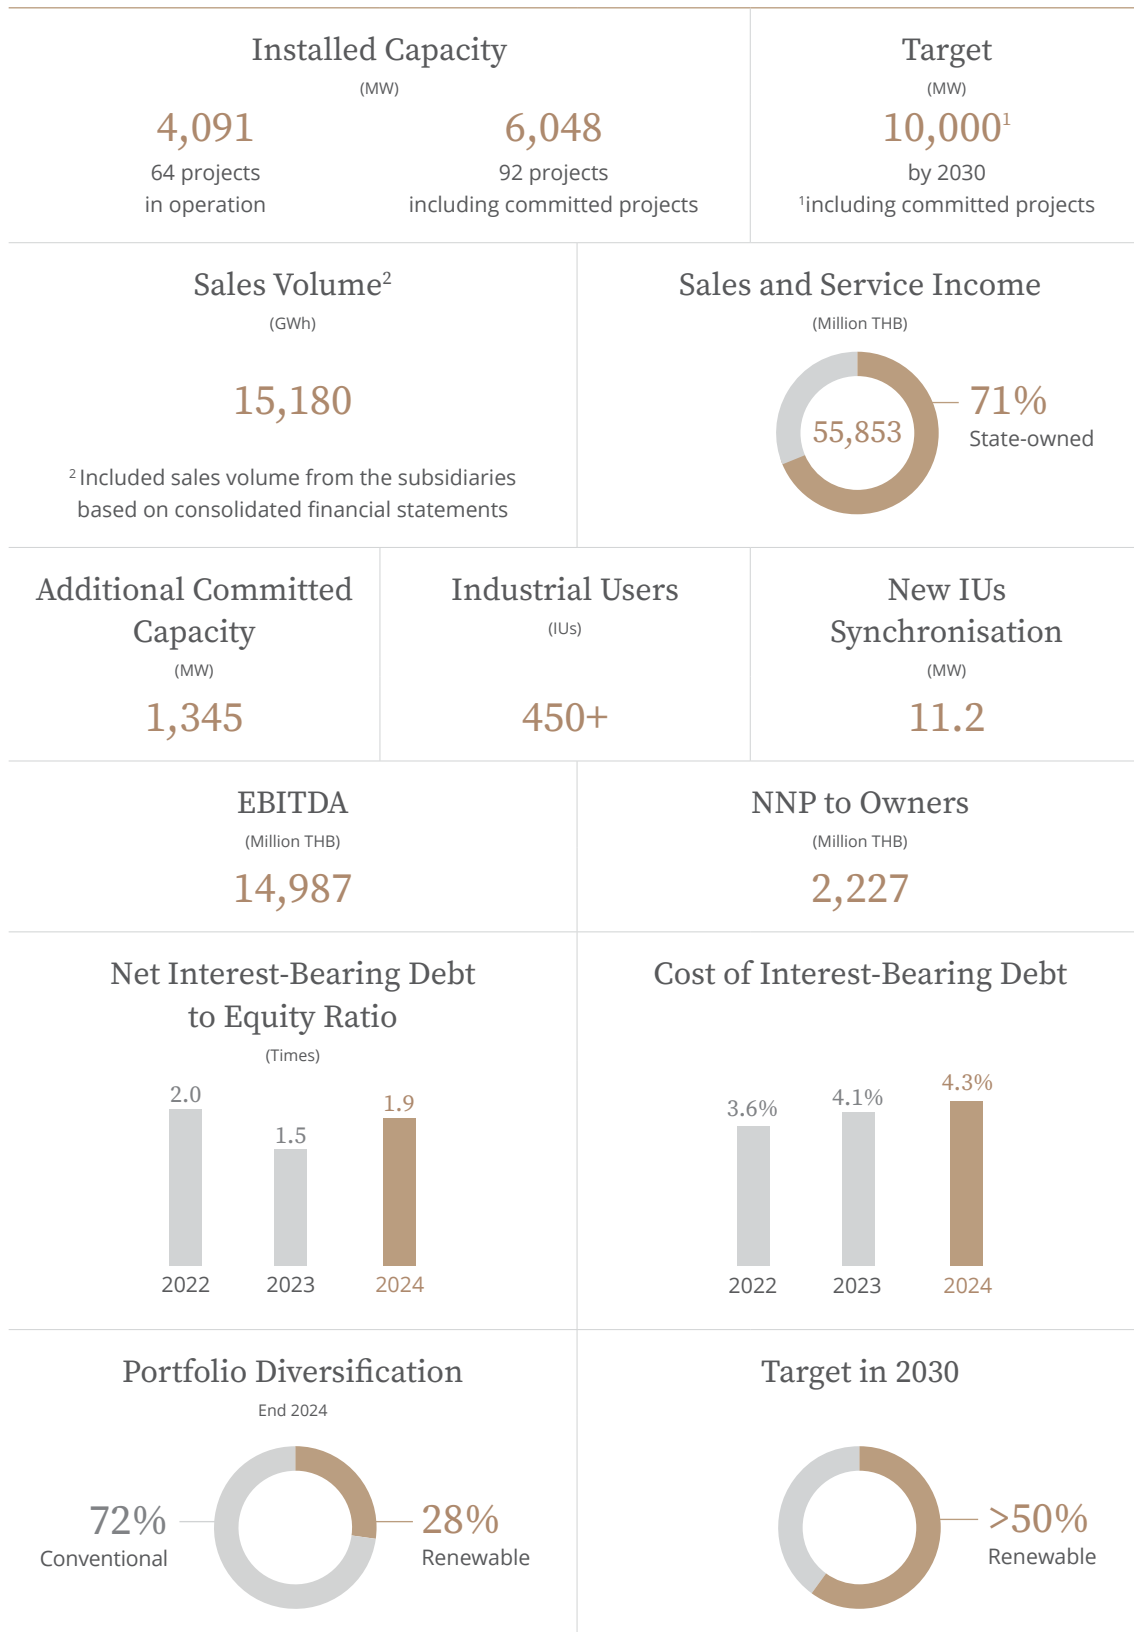 Installed Capacity
(MW)
4,091
64 projects
in operation
6,048
92 projects
including committed projects
Target
(MW)
10,000¹
by 2030
¹including committed projects
Sales Volume²
(GWh)
15,180
² Included sales volume from the subsidiaries
based on consolidated financial statements
Sales and Service Income
(Million THB)
55,853
71%
State-owned
Additional Committed
Capacity
(MW)
1,345
Industrial Users
(IUs)
450+
New IUs
Synchronisation
(MW)
11.2
EBITDA
(Million THB)
14,987
NNP to Owners
(Million THB)
2,227
Net Interest-Bearing Debt
to Equity Ratio
(Times)
2.0
1.5
1.9
2022
2023
2024
Cost of Interest-Bearing Debt
3.6%
4.1%
4.3%
2022
2023
2024
Portfolio Diversification
End 2024
72%
Conventional
28%
Renewable
Target in 2030
>50%
Renewable